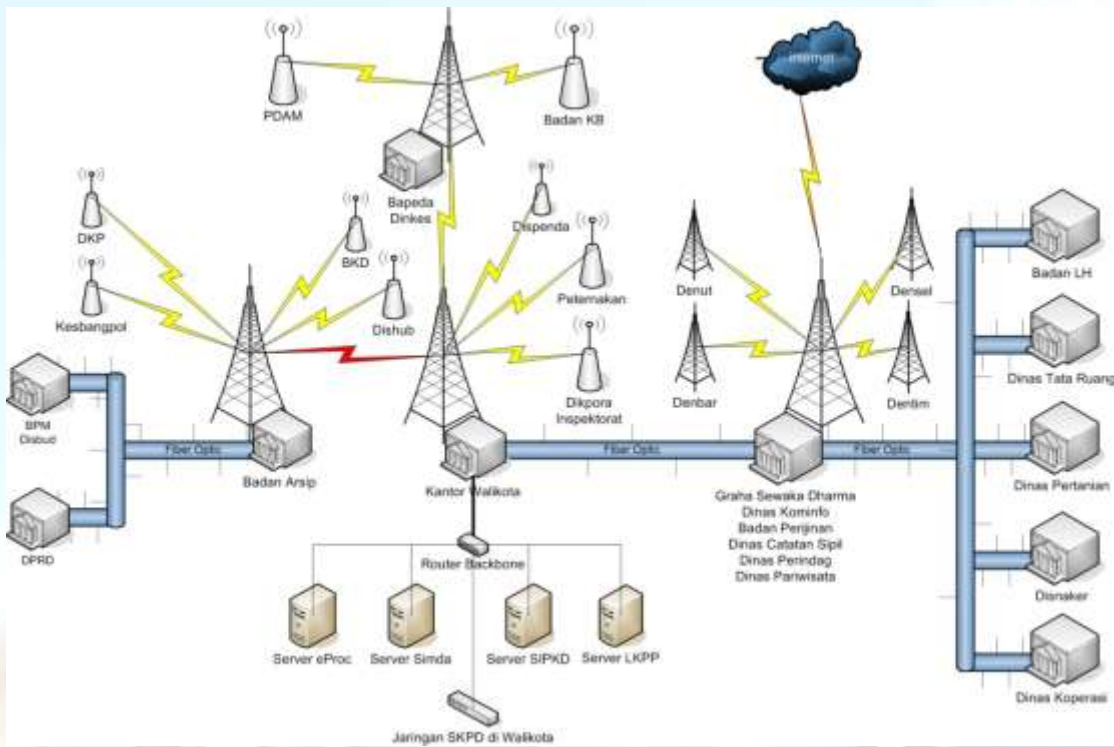 internet
PDAM
Badan KB
Bapeda
Dinkes
DKP
BKD
Dispenda
Kesbangpol
Dishub
Peternakan
Denut
Densel
Badan LH
Dikpora
Inspektorat
Denbar
Dentim
Dinas Tata Ruang
BPM
Disbud
Fiber Optic
Badan Arsip
Kantor Walikota
Fiber Optic
Fiber Optic
Dinas Pertanian
Graha Sewaka Dharma
Dinas Kominfo
Badan Perijinan
Dinas Catatan Sipil
Dinas Perindag
Dinas Pariwisata
DPRD
Router Backbone
Disnaker
Server eProc
Server Simda
Server SIPKD
Server LKPP
Dinas Koperasi
Jaringan SKPD di Walikota